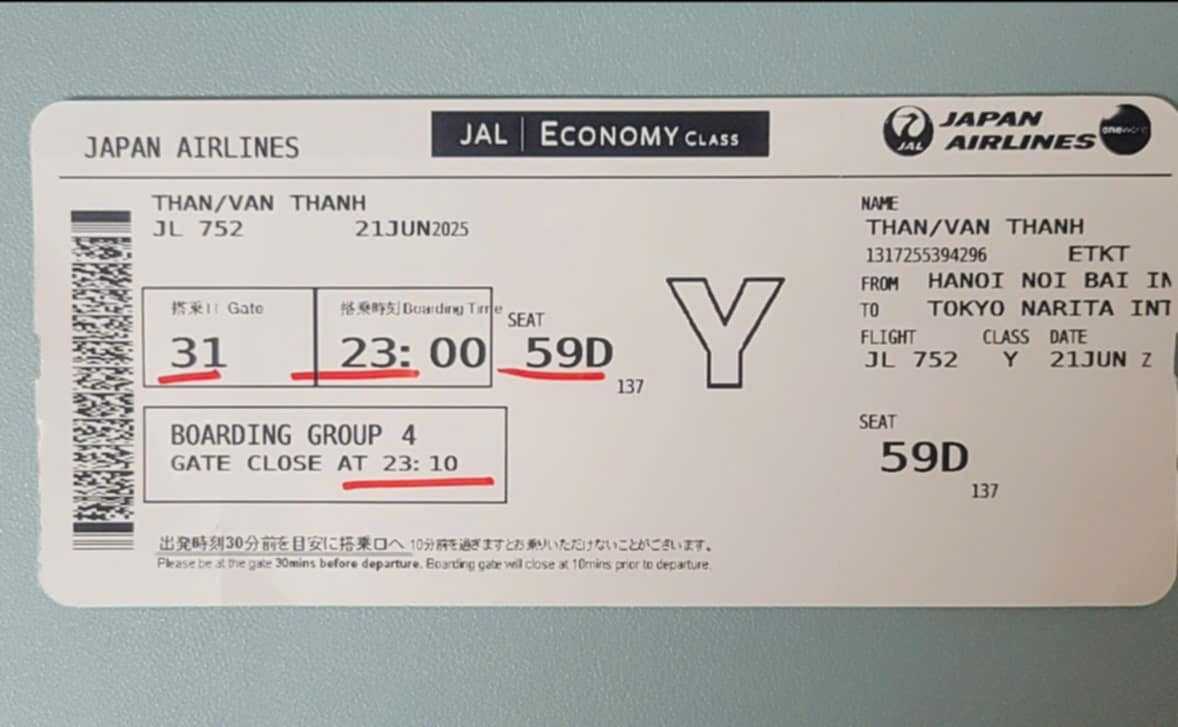 JAPAN AIRLINES
JAL | ECONOMY CLASS
JAL JAPAN
AIRLINES
oneworld
THAN/VAN THANH
JL 752 21JUN2025
搭乗口 Gate 搭乗時刻 Boarding Time SEAT
31 23:00 59D
137
Y
BOARDING GROUP 4
GATE CLOSE AT 23:10
出発時刻30分前を目安に搭乗口へ 10分前を過ぎますとお乗りいただけないことがございます。
Please be at the gate 30mins before departure. Boarding gate will close at 10mins prior to departure.
NAME
THAN/VAN THANH
1317255394296 ETKT
FROM HANOI NOI BAI IN
TO TOKYO NARITA INT
FLIGHT CLASS DATE
JL 752 Y 21JUN Z
SEAT
59D
137